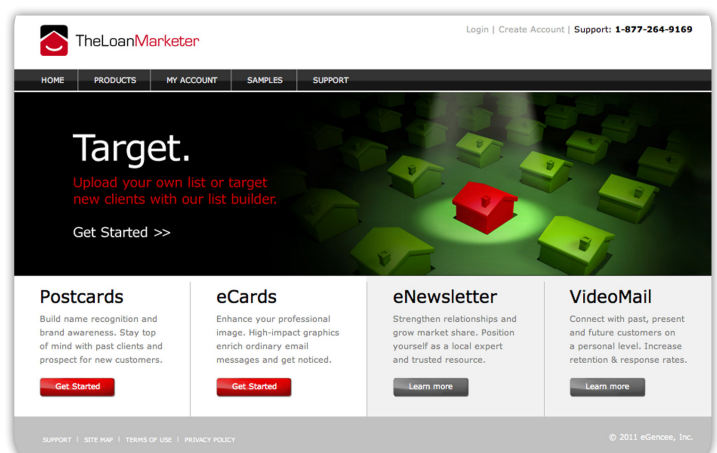 TheLoanMarketer
Login | Create Account | Support: 1-877-264-9169
HOME PRODUCTS MY ACCOUNT SAMPLES SUPPORT
Target.
Upload your own list or target
new clients with our list builder.
Get Started >>
Postcards
Build name recognition and
brand awareness. Stay top
of mind with past clients and
prospect for new customers.
Get Started
eCards
Enhance your professional
image. High-impact graphics
enrich ordinary email
messages and get noticed.
Get Started
eNewsletter
Strengthen relationships and
grow market share. Position
yourself as a local expert
and trusted resource.
Learn more
VideoMail
Connect with past, present
and future customers on
a personal level. Increase
retention & response rates.
Learn more
SUPPORT | SITE MAP | TERMS OF USE | PRIVACY POLICY
© 2011 eGencee, Inc.